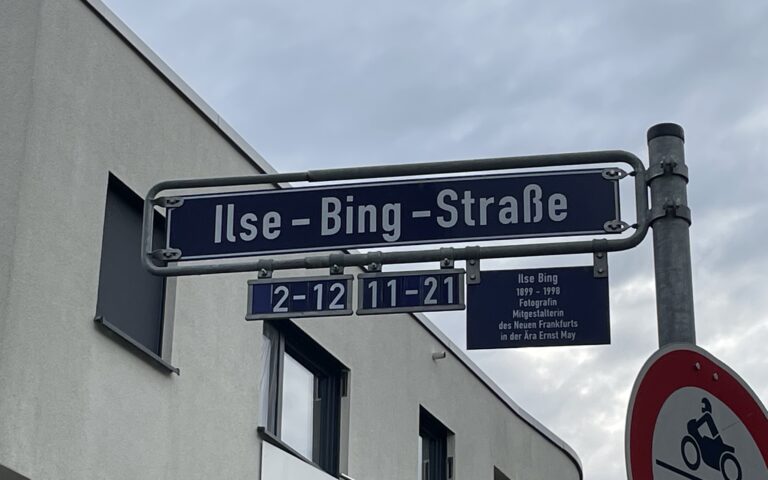 Ilse-Bing-Straße
2-12
11-21
Ilse Bing
1899 - 1998
Fotografin
Mitgestallerin
des Neuen Frankfurts
in der Ära Ernst May